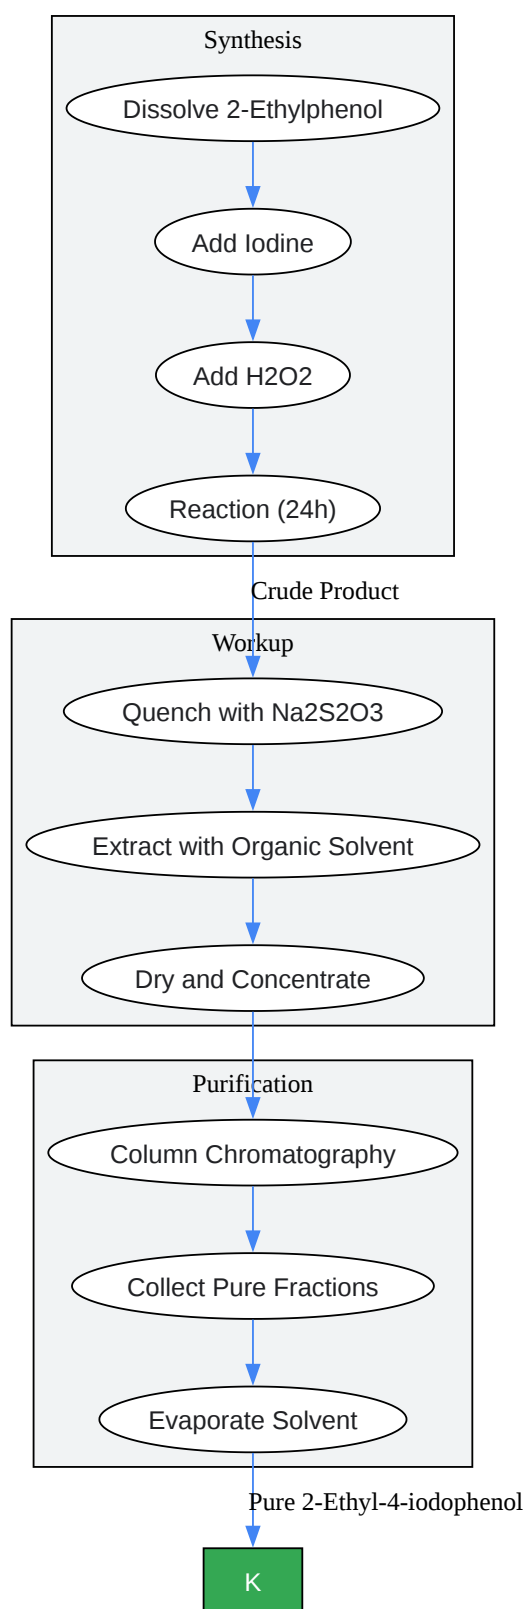 Synthesis
Dissolve 2-Ethylphenol
Add Iodine
Add H2O2
Reaction (24h)
Crude Product
Workup
Quench with Na2S2O3
Extract with Organic Solvent
Dry and Concentrate
Purification
Column Chromatography
Collect Pure Fractions
Evaporate Solvent
Pure 2-Ethyl-4-iodophenol
K